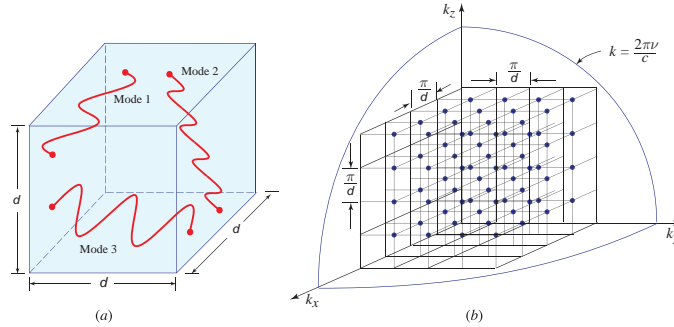 Mode 1
Mode 2
Mode 3
d
d
d
(a)
k_z
k = 2πν/c
π/d
π/d
π/d
k_x
k
(b)